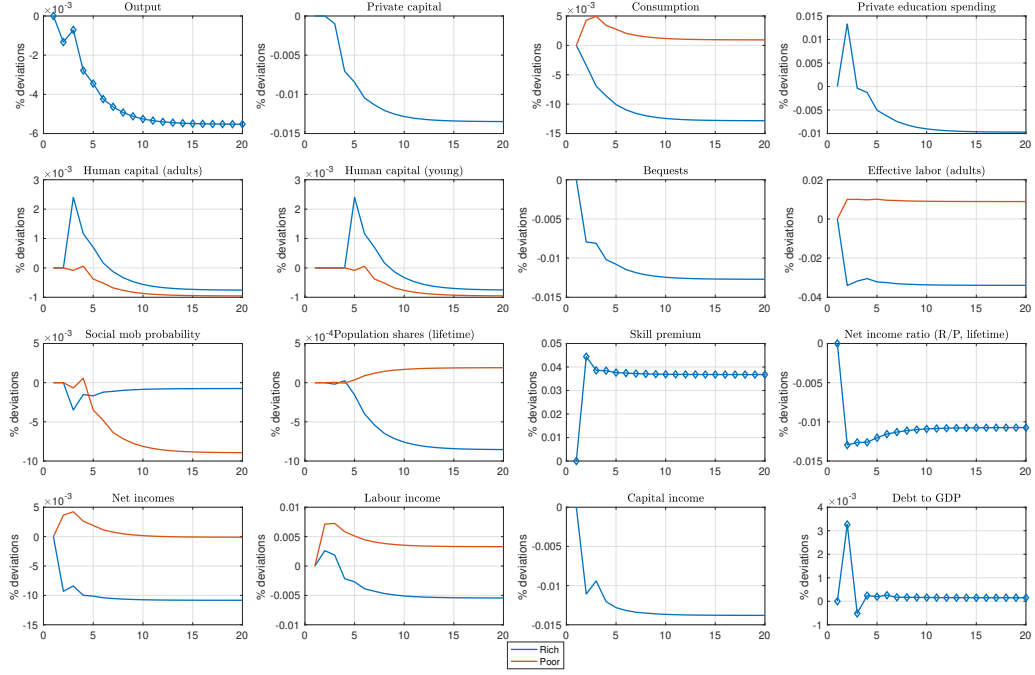 Output
×10-3
0
-2
-4
-6
% deviations
0 5 10 15 20
Private capital
0
-0.005
-0.01
-0.015
% deviations
0 5 10 15 20
Consumption
×10-3
5
0
-5
-10
-15
% deviations
0 5 10 15 20
Private education spending
0.015
0.01
0.005
0
-0.005
-0.01
% deviations
0 5 10 15 20
Human capital (adults)
×10-3
3
2
1
0
-1
% deviations
0 5 10 15 20
Human capital (young)
×10-3
3
2
1
0
-1
% deviations
0 5 10 15 20
Bequests
0
-0.005
-0.01
-0.015
% deviations
0 5 10 15 20
Effective labor (adults)
0.02
0
-0.02
-0.04
% deviations
0 5 10 15 20
Social mob probability
×10-3
5
0
-5
-10
% deviations
0 5 10 15 20
Population shares (lifetime)
×10-4
5
0
-5
-10
% deviations
0 5 10 15 20
Skill premium
0.05
0.04
0.03
0.02
0.01
0
% deviations
0 5 10 15 20
Net income ratio (R/P, lifetime)
0
-0.005
-0.01
-0.015
% deviations
0 5 10 15 20
Net incomes
×10-3
5
0
-5
-10
-15
% deviations
0 5 10 15 20
Labour income
0.01
0.005
0
-0.005
-0.01
% deviations
0 5 10 15 20
Capital income
0
-0.005
-0.01
-0.015
% deviations
0 5 10 15 20
Debt to GDP
×10-3
4
3
2
1
0
-1
% deviations
0 5 10 15 20
Rich
Poor